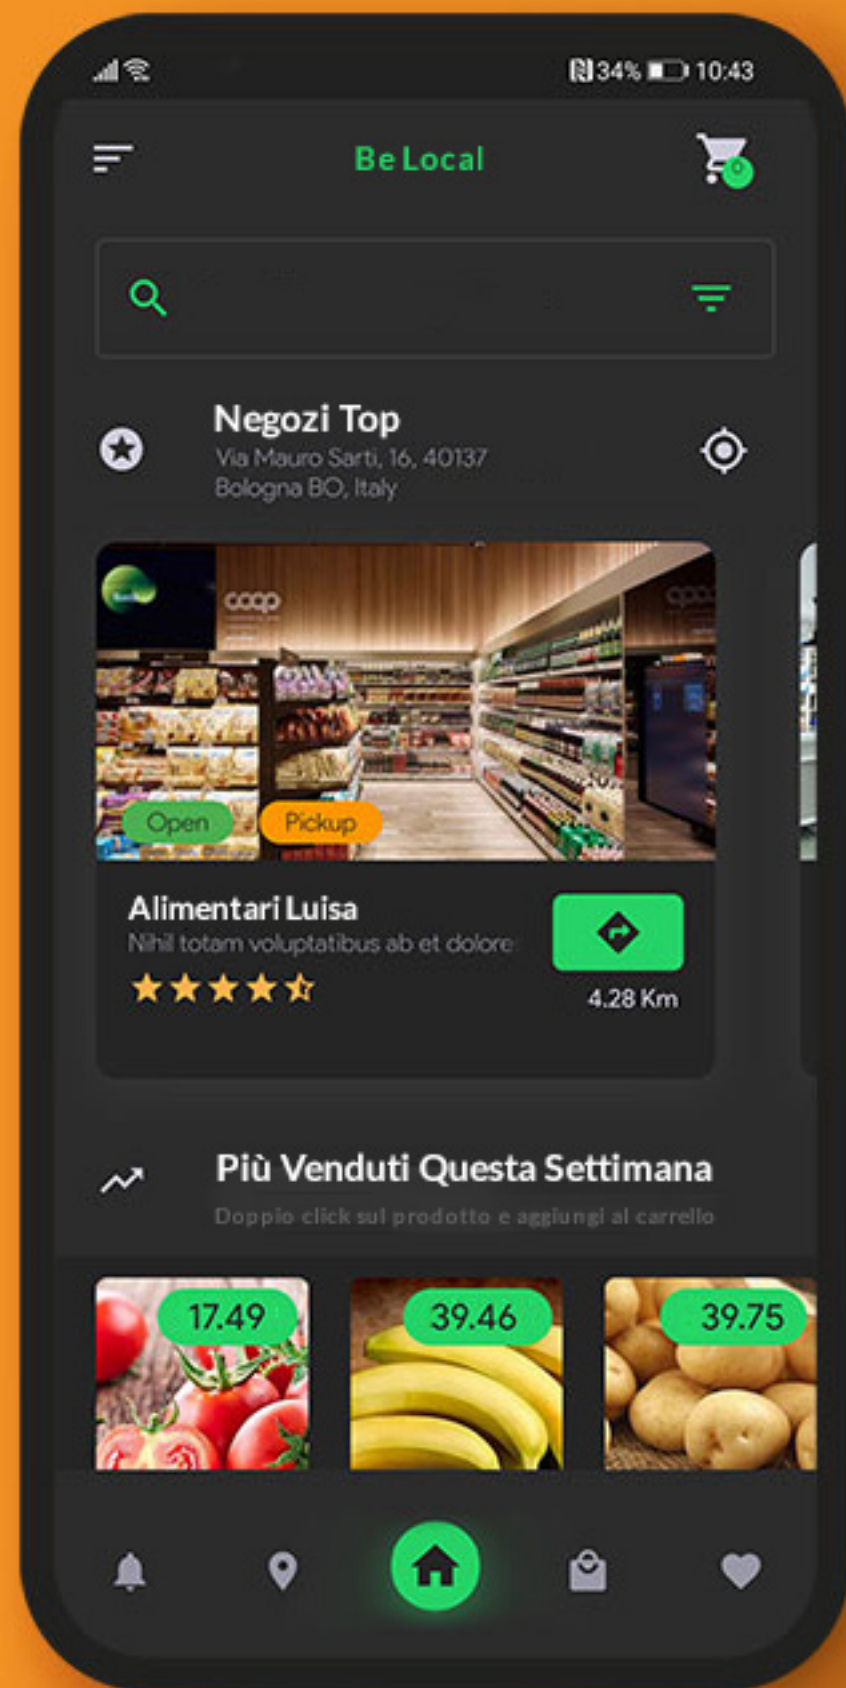 34% 10:43
Be Local
0
Negozi Top
Via Mauro Sarti, 16, 40137
Bologna BO, Italy
coop
Open
Pickup
Alimentari Luisa
Nihil totam voluptatibus ab et dolore
4.28 Km
Più Venduti Questa Settimana
Doppio click sul prodotto e aggiungi al carrello
17.49
39.46
39.75